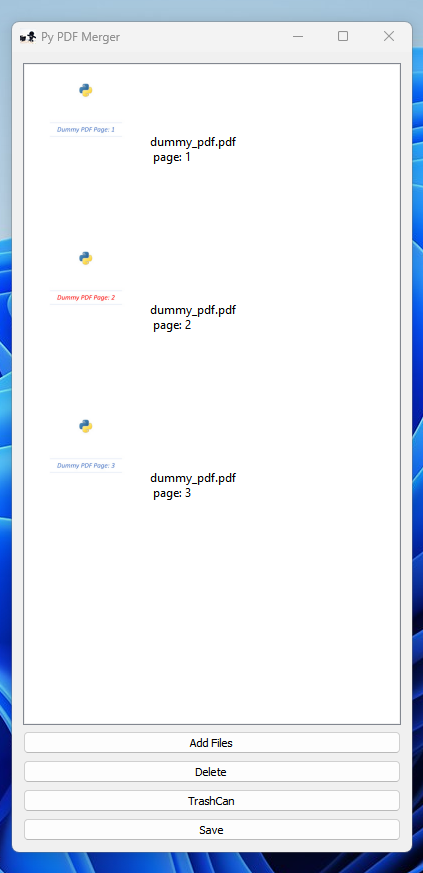 Py PDF Merger
Dummy PDF Page: 1
dummy_pdf.pdf
page: 1
Dummy PDF Page: 2
dummy_pdf.pdf
page: 2
Dummy PDF Page: 3
dummy_pdf.pdf
page: 3
Add Files
Delete
TrashCan
Save